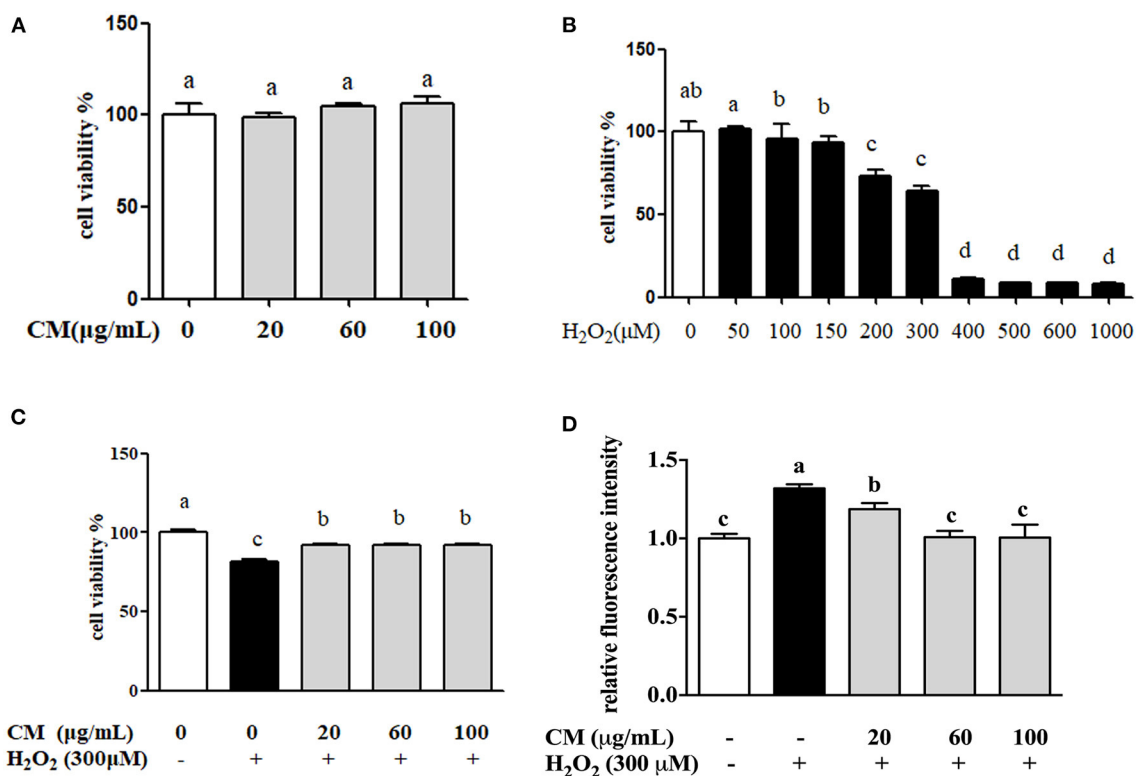 A
150
100
50
0
cell viability %
a a a a
CM(μg/mL) 0 20 60 100
B
150
100
50
0
cell viability %
ab a b b c c d d d d
H₂O₂(μM) 0 50 100 150 200 300 400 500 600 1000
C
150
100
50
0
cell viability %
a c b b b
CM (μg/mL) 0 0 20 60 100
H₂O₂ (300μM) - + + + +
D
1.5
1.0
0.5
0.0
relative fluorescence intensity
c a b c c
CM (μg/mL) - - 20 60 100
H₂O₂ (300 μM) - + + + +